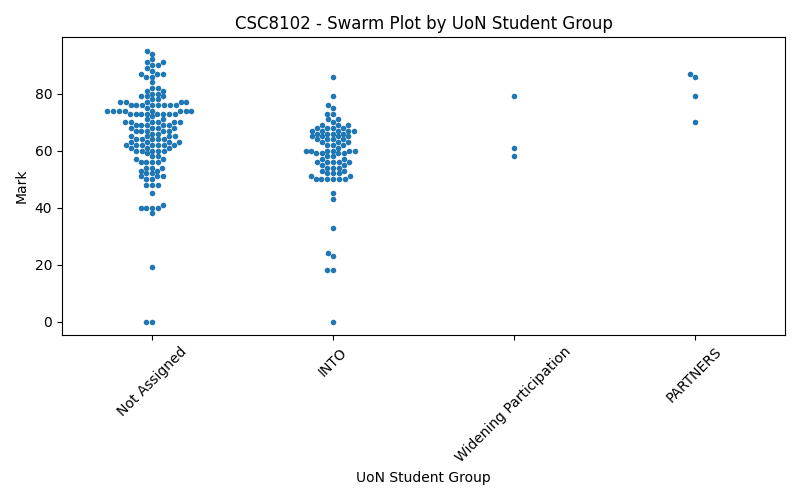 CSC8102 - Swarm Plot by UoN Student Group
Mark
80
60
40
20
0
Not Assigned
INTO
Widening Participation
PARTNERS
UoN Student Group